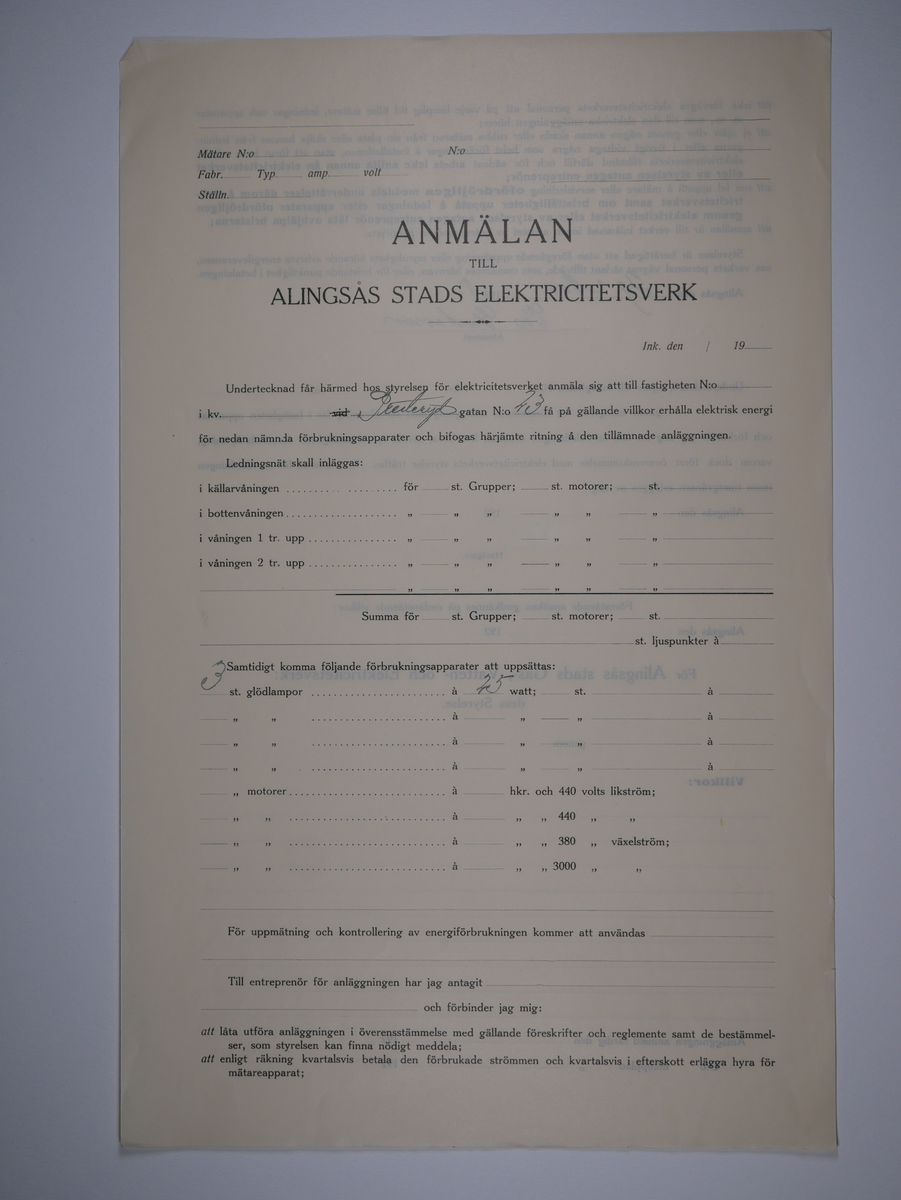 Mätare N:o N:o
Fabr. Typ. amp. volt
Ställn.
ANMÄLAN
TILL
ALINGSÅS STADS ELEKTRICITETSVERK
Ink. den / 19
Undertecknad får härmed hos styrelsen för elektricitetsverket anmäla sig att till fastigheten N:o
i kv. vid gatan N:o 43 få på gällande villkor erhålla elektrisk energi
för nedan nämnda förbrukningsapparater och bifogas härjämte ritning å den tillämnade anläggningen.
Ledningsnät skall inläggas:
i källarvåningen för st. Grupper; st. motorer; st.
i bottenvåningen „ „ „ „ „ „
i våningen 1 tr. upp „ „ „ „ „ „
i våningen 2 tr. upp „ „ „ „ „ „
„ „ „ „ „ „
Summa för st. Grupper; st. motorer; st.
st. ljuspunkter à
Samtidigt komma följande förbrukningsapparater att uppsättas:
3 st. glödlampor à 25 watt; st. à
„ „ à „ „ à
„ „ à „ „ à
„ „ à „ „ à
„ motorer à hkr. och 440 volts likström;
„ „ à „ „ 440 „ „
„ „ à „ „ 380 „ växelström;
„ „ à „ „ 3000 „ „
För uppmätning och kontrollering av energiförbrukningen kommer att användas
Till entreprenör för anläggningen har jag antagit
och förbinder jag mig:
att låta utföra anläggningen i överensstämmelse med gällande föreskrifter och reglemente samt de bestämmel-
ser, som styrelsen kan finna nödigt meddela;
att enligt räkning kvartalsvis betala den förbrukade strömmen och kvartalsvis i efterskott erlägga hyra för
mätareapparat;